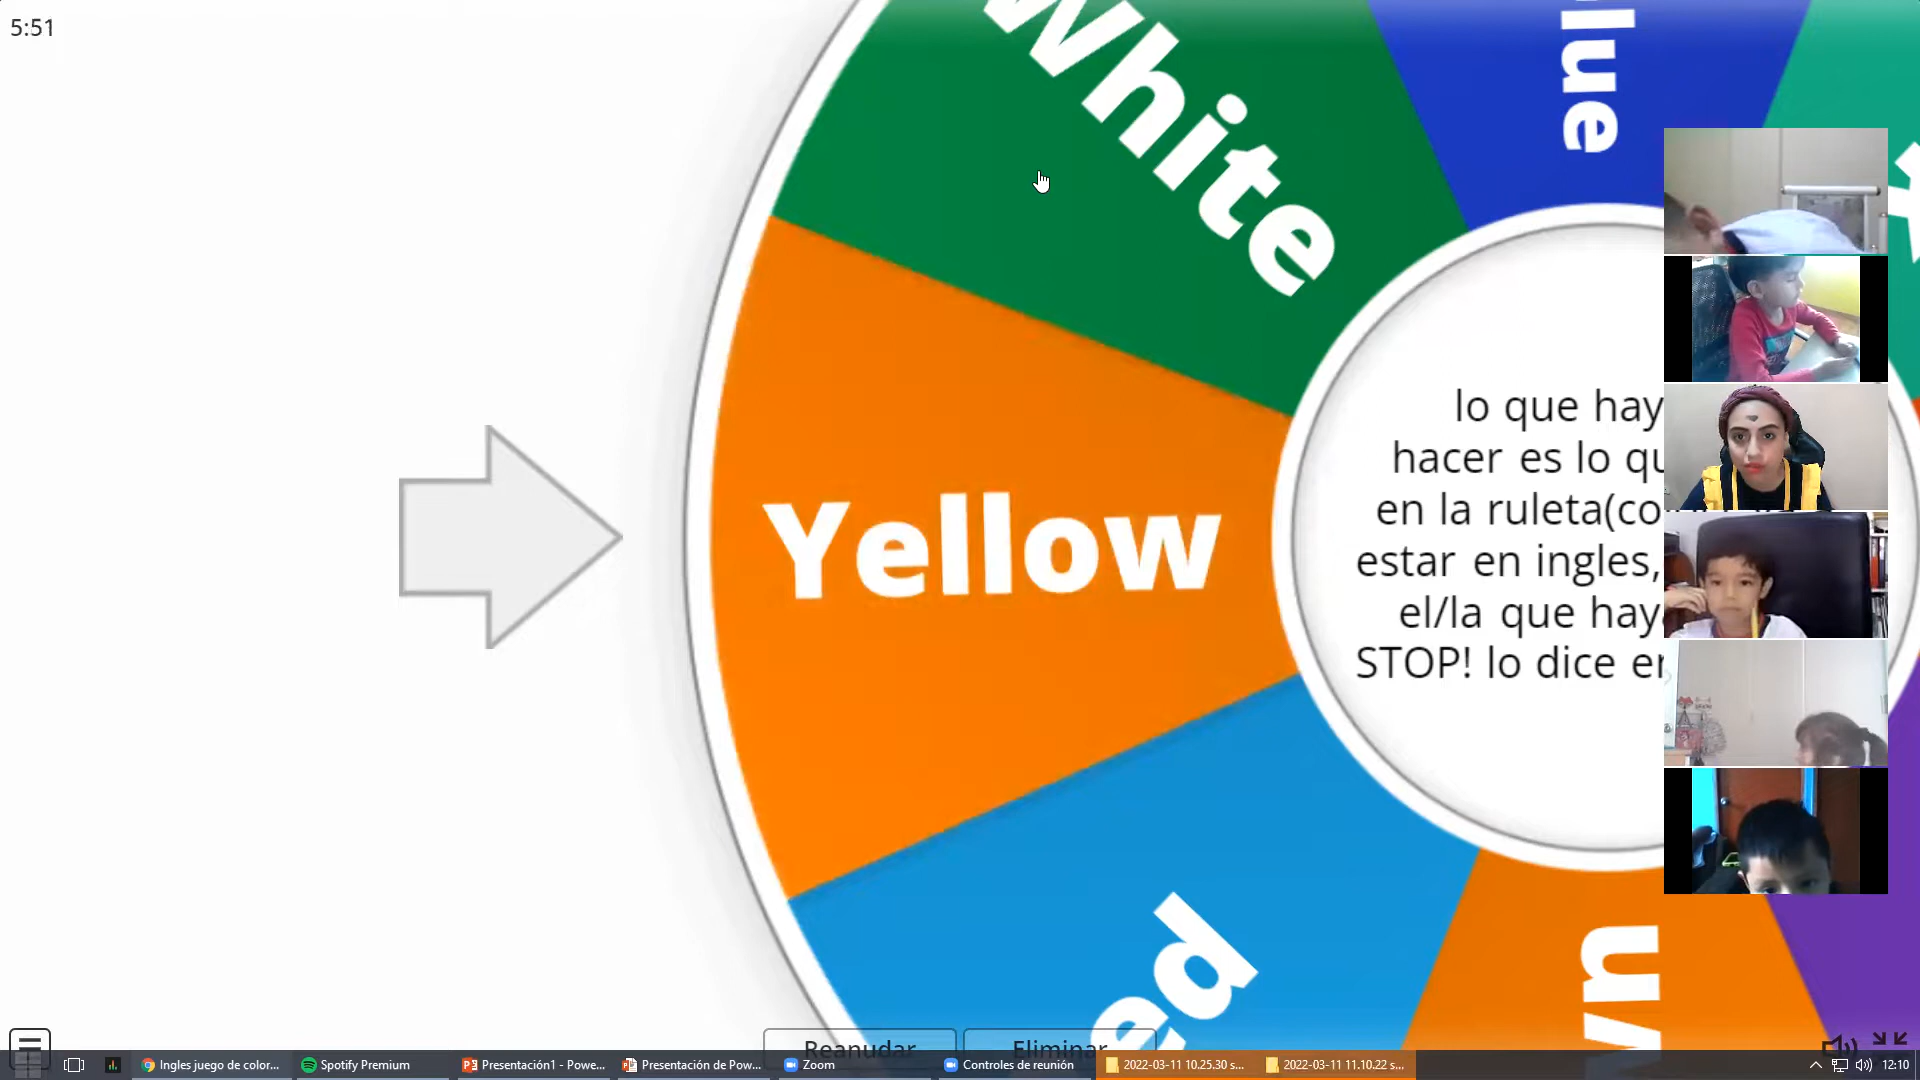 5:51
White
lue
Yellow
lo que hay
hacer es lo qu
en la ruleta(co
estar en ingles,
el/la que hay
STOP! lo dice en
ed
wn
Reanudar
Eliminar
Ingles juego de color...
Spotify Premium
Presentación1 - Powe...
Presentación de Pow...
Zoom
Controles de reunión
2022-03-11 10.25.30 s...
2022-03-11 11.10.22 s...
12:10